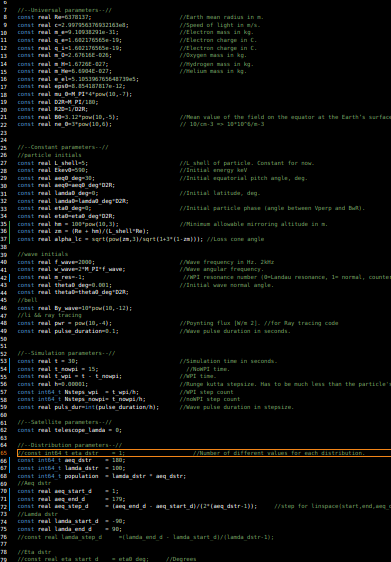 6
7 //--Universal parameters--//
8 const real Re=6378137; //Earth mean radius in m.
9 const real c=2.997956376932163e8; //Speed of light in m/s.
10 const real m_e=9.10938291e-31; //Electron mass in kg.
11 const real q_e=1.602176565e-19; //Electron charge in C.
12 const real q_i=1.602176565e-19; //Electron charge in C.
13 const real m_O=2.67616E-026; //Oxygen mass in kg.
14 const real m_H=1.6726E-027; //Hydrogen mass in kg.
15 const real m_He=6.6904E-027; //Helium mass in kg.
16 const real e_el=5.105396765648739e5;
17 const real eps0=8.854187817e-12;
18 const real mu_0=M_PI*4*pow(10,-7);
19 const real D2R=M_PI/180;
20 const real R2D=1/D2R;
21 const real B0=3.12*pow(10,-5); //Mean value of the field on the equator at the Earth's surface
22 const real ne_0=3*pow(10,6); // 10/cm-3 => 10*10^6/m-3
23
24
25 //--Constant parameters--//
26 //particle initials
27 const real L_shell=5; //L_shell of particle. Constant for now.
28 const real Ekev0=590; //Initial energy keV
29 const real aeq0_deg=30; //Initial equatorial pitch angle, deg.
30 const real aeq0=aeq0_deg*D2R;
31 const real lamda0_deg=0; //Initial latitude, deg.
32 const real lamda0=lamda0_deg*D2R;
33 const real eta0_deg=0; //Initial particle phase (angle between Vperp and BwR).
34 const real eta0=eta0_deg*D2R;
35 const real hm = 100*pow(10,3); //Minimum allowable mirroring altitude in m.
36 const real zm = (Re + hm)/(L_shell*Re);
37 const real alpha_lc = sqrt(pow(zm,3)/sqrt(1+3*(1-zm))); //Loss cone angle
38
39 //wave initials
40 const real f_wave=2000; //Wave frequency in Hz. 2kHz
41 const real w_wave=2*M_PI*f_wave; //Wave angular frequency.
42 const real m_res=1; //WPI resonance number (0=Landau resonance, 1= normal, counter
43 const real theta0_deg=0.001; //Initial wave normal angle
44 const real theta0=theta0_deg*D2R;
45 //bell
46 const real By_wave=10*pow(10,-12);
47 //li && ray tracing
48 const real pwr = pow(10,-4); //Poynting flux [W/m 2]. //for Ray tracing code
49 const real pulse_duration=0.1; //Wave pulse duration in seconds.
50
51
52 //--Simulation parameters--//
53 const real t = 30; //Simulation time in seconds.
54 const real t_nowpi = 15; //NoWPI time.
55 const real t_wpi = t - t_nowpi; //WPI time.
56 const real h=0.00001; //Runge kutta stepsize. Has to be much less than the particle's
57 const int64_t Nsteps_wpi = t_wpi/h; //WPI step count
58 const int64_t Nsteps_nowpi= t_nowpi/h; //noWPI step count
59 const real puls_dur=int(pulse_duration/h); //Wave pulse duration in stepsize.
60
61 //--Satellite parameters--//
62 const real telescope_lamda = 0;
63
64 //--Distribution parameters--//
65 //const int64_t eta_dstr = 1; //Number of different values for each distribution.
66 const int64_t aeq_dstr = 180;
67 const int64_t lamda_dstr = 100;
68 const int64_t population = lamda_dstr * aeq_dstr;
69 //Aeq dstr
70 const real aeq_start_d = 1;
71 const real aeq_end_d = 179;
72 const real aeq_step_d = (aeq_end_d - aeq_start_d)/(2*(aeq_dstr-1)); //step for linspace(start,end,aeq_d
73 //Lamda dstr
74 const real lamda_start_d = -90;
75 const real lamda_end_d = 90;
76 //const real lamda_step_d =(lamda_end_d - lamda_start_d)/(lamda_dstr-1);
77
78 //Eta dstr
79 //const real eta_start_d = eta0_deg; //Degrees